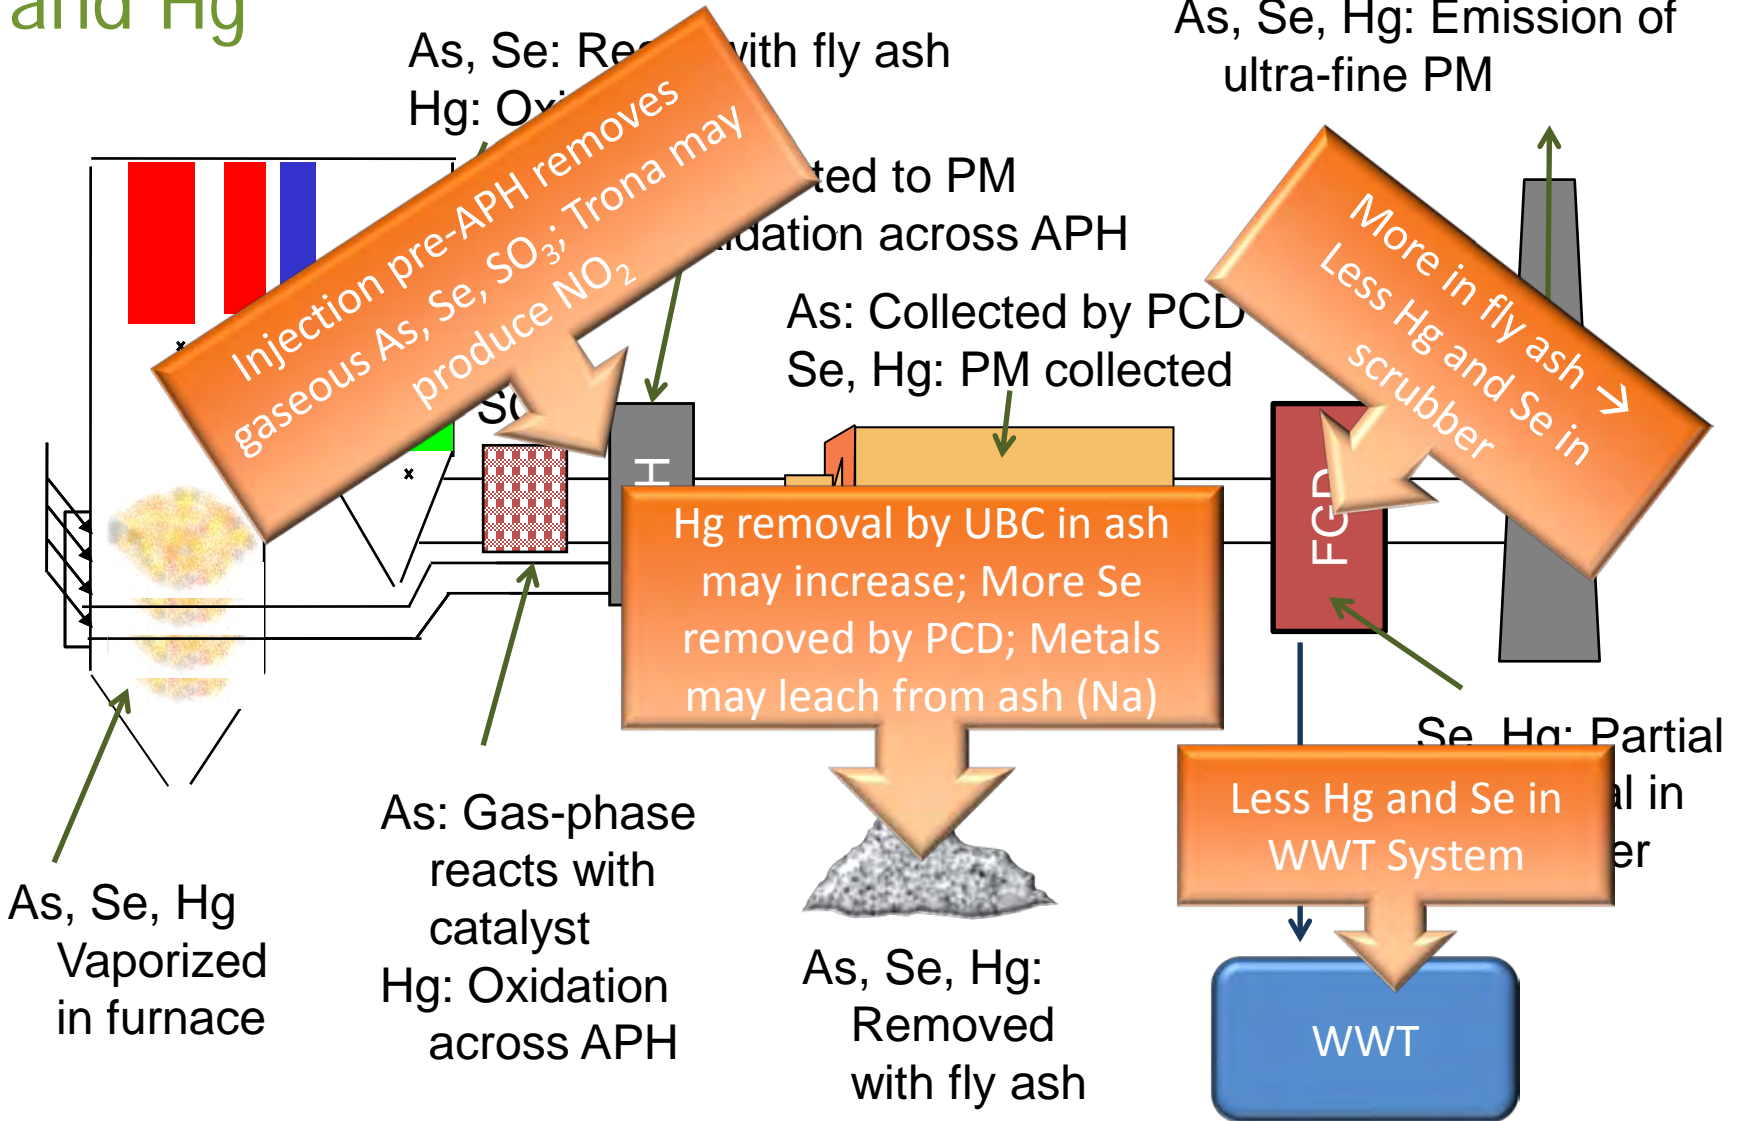 and Hg
As, Se: with fly ash
Hg:
ted to PM
idation across APH
As, Se, Hg: Emission of
ultra-fine PM
Injection pre-APH removes
gaseous As, Se, SO₃; Trona may
produce NO₂
As: Collected by PCD
Se, Hg: PM collected
More in fly ash →
Less Hg and Se in
scrubber
H
FGD
Hg removal by UBC in ash
may increase; More Se
removed by PCD; Metals
may leach from ash (Na)
Se, Hg: Partial
al in
er
Less Hg and Se in
WWT System
As: Gas-phase
reacts with
catalyst
Hg: Oxidation
across APH
As, Se, Hg
Vaporized
in furnace
As, Se, Hg:
Removed
with fly ash
WWT